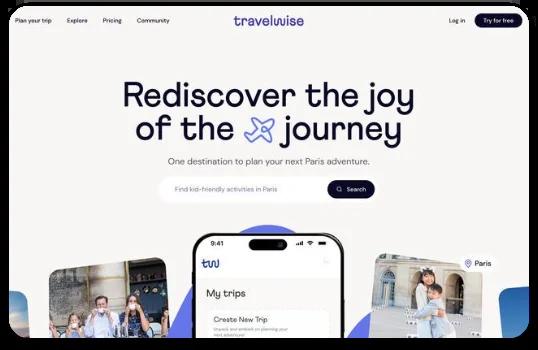 Plan your trip
Explore
Pricing
Community
travelwise
Log in
Try for free
Rediscover the joy
of the journey
One destination to plan your next Paris adventure.
Find kid-friendly activities in Paris
Search
9:41
tw
Paris
My trips
Create New Trip
Unpack and embark on planning your
next adventure!